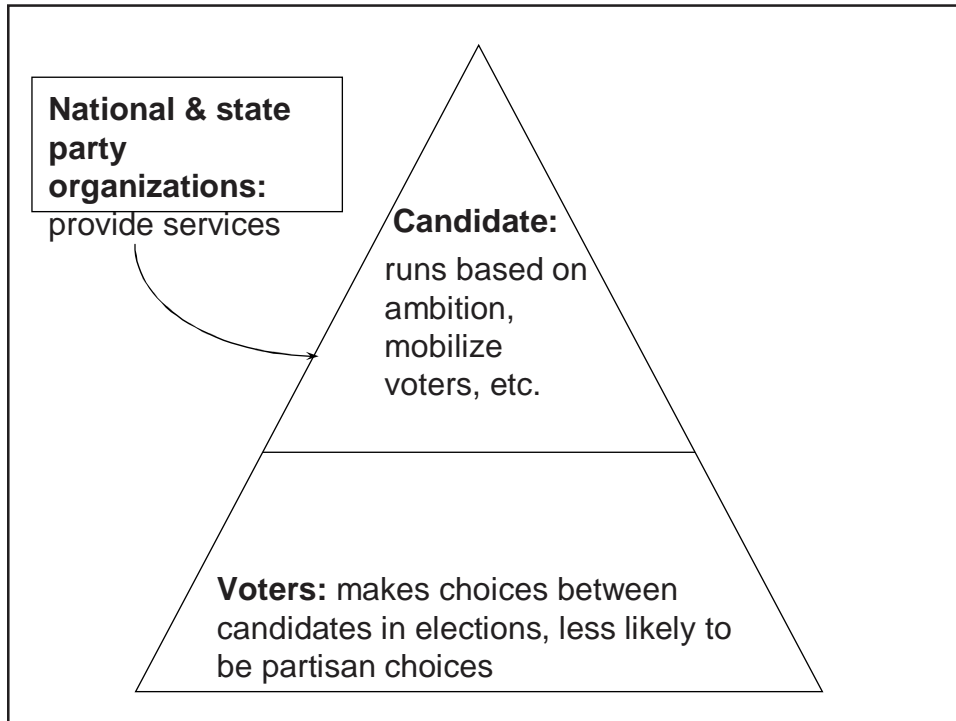 National & state
party
organizations:
provide services
Candidate:
runs based on
ambition,
mobilize
voters, etc.
Voters: makes choices between
candidates in elections, less likely to
be partisan choices